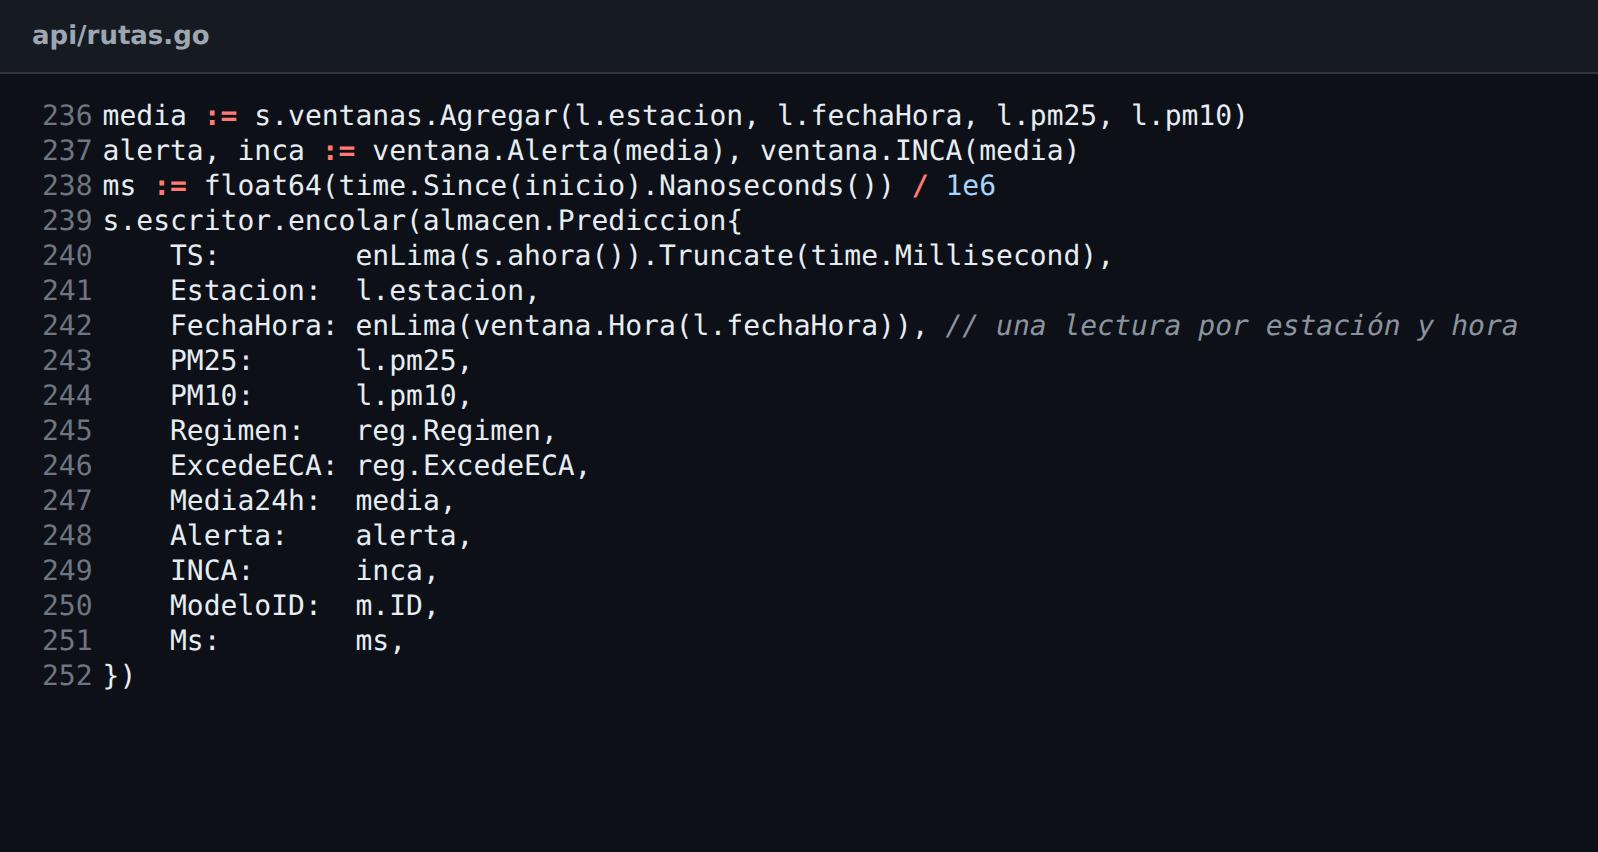 api/rutas.go
236 media := s.ventanas.Agregar(l.estacion, l.fechaHora, l.pm25, l.pm10)
237 alerta, inca := ventana.Alerta(media), ventana.INCA(media)
238 ms := float64(time.Since(inicio).Nanoseconds()) / 1e6
239 s.escritor.encolar(almacen.Prediccion{
240     TS:        enLima(s.ahora()).Truncate(time.Millisecond),
241     Estacion:  l.estacion,
242     FechaHora: enLima(ventana.Hora(l.fechaHora)), // una lectura por estación y hora
243     PM25:      l.pm25,
244     PM10:      l.pm10,
245     Regimen:   reg.Regimen,
246     ExcedeECA: reg.ExcedeECA,
247     Media24h:  media,
248     Alerta:    alerta,
249     INCA:      inca,
250     ModeloID:  m.ID,
251     Ms:        ms,
252 })